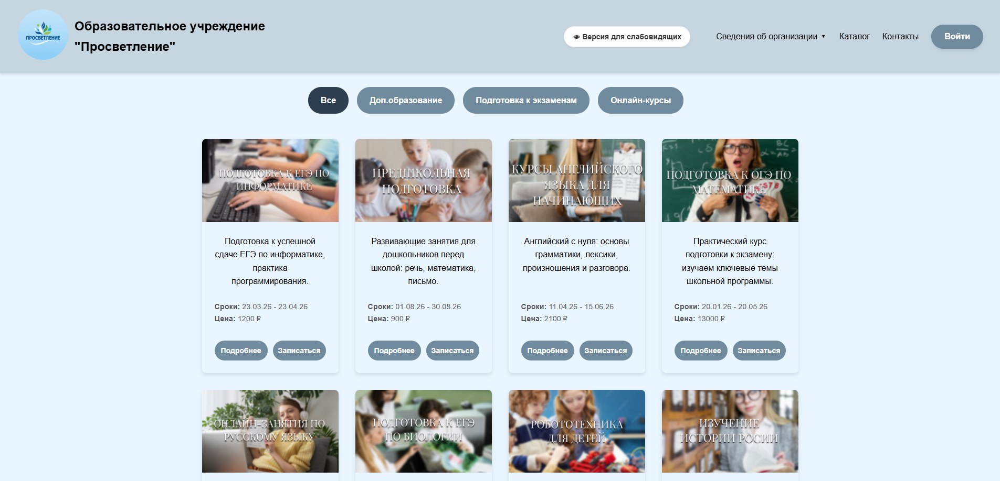 ПРОСВЕТЛЕНИЕ
Образовательное учреждение
"Просветление"
Версия для слабовидящих
Сведения об организации ▼
Каталог
Контакты
Войти
Все
Доп.образование
Подготовка к экзаменам
Онлайн-курсы
ПОДГОТОВКА К ЕГЭ ПО
ИНФОРМАТИКЕ
Подготовка к успешной
сдаче ЕГЭ по информатике,
практика
программирования.
Сроки: 23.03.26 - 23.04.26
Цена: 1200 ₽
Подробнее
Записаться
ПРЕДШКОЛЬНАЯ
ПОДГОТОВКА
Развивающие занятия для
дошкольников перед
школой: речь, математика,
письмо.
Сроки: 01.08.26 - 30.08.26
Цена: 900 ₽
Подробнее
Записаться
КУРСЫ АНГЛИЙСКОГО
ЯЗЫКА ДЛЯ
НАЧИНАЮЩИХ
Английский с нуля: основы
грамматики, лексики,
произношения и разговора.
Сроки: 11.04.26 - 15.06.26
Цена: 2100 ₽
Подробнее
Записаться
ПОДГОТОВКА К ОГЭ ПО
МАТЕМАТИКЕ
Практический курс
подготовки к экзамену:
изучаем ключевые темы
школьной программы.
Сроки: 20.01.26 - 20.05.26
Цена: 13000 ₽
Подробнее
Записаться
ОНЛАЙН-ЗАНЯТИЯ ПО
РУССКОМУ ЯЗЫКУ
ПОДГОТОВКА К ЕГЭ
ПО БИОЛОГИИ
РОБОТОТЕХНИКА
ДЛЯ ДЕТЕЙ
ИЗУЧЕНИЕ
ИСТОРИИ РОСИИ